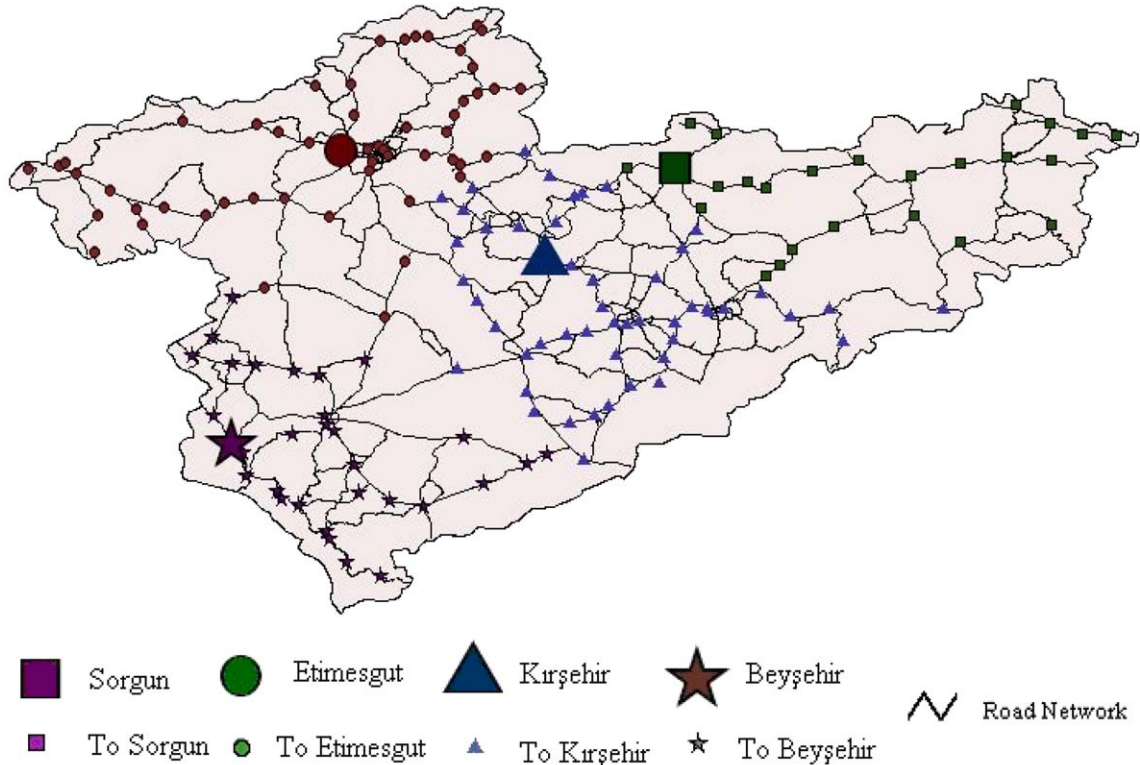 Sorgun Etimesgut Kırşehir Beyşehir
Road Network
To Sorgun To Etimesgut To Kırşehir To Beyşehir